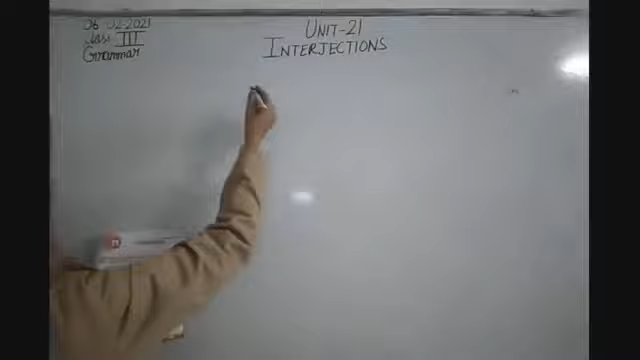 06-02-2021
Class III
Grammar
UNIT-21
INTERJECTIONS